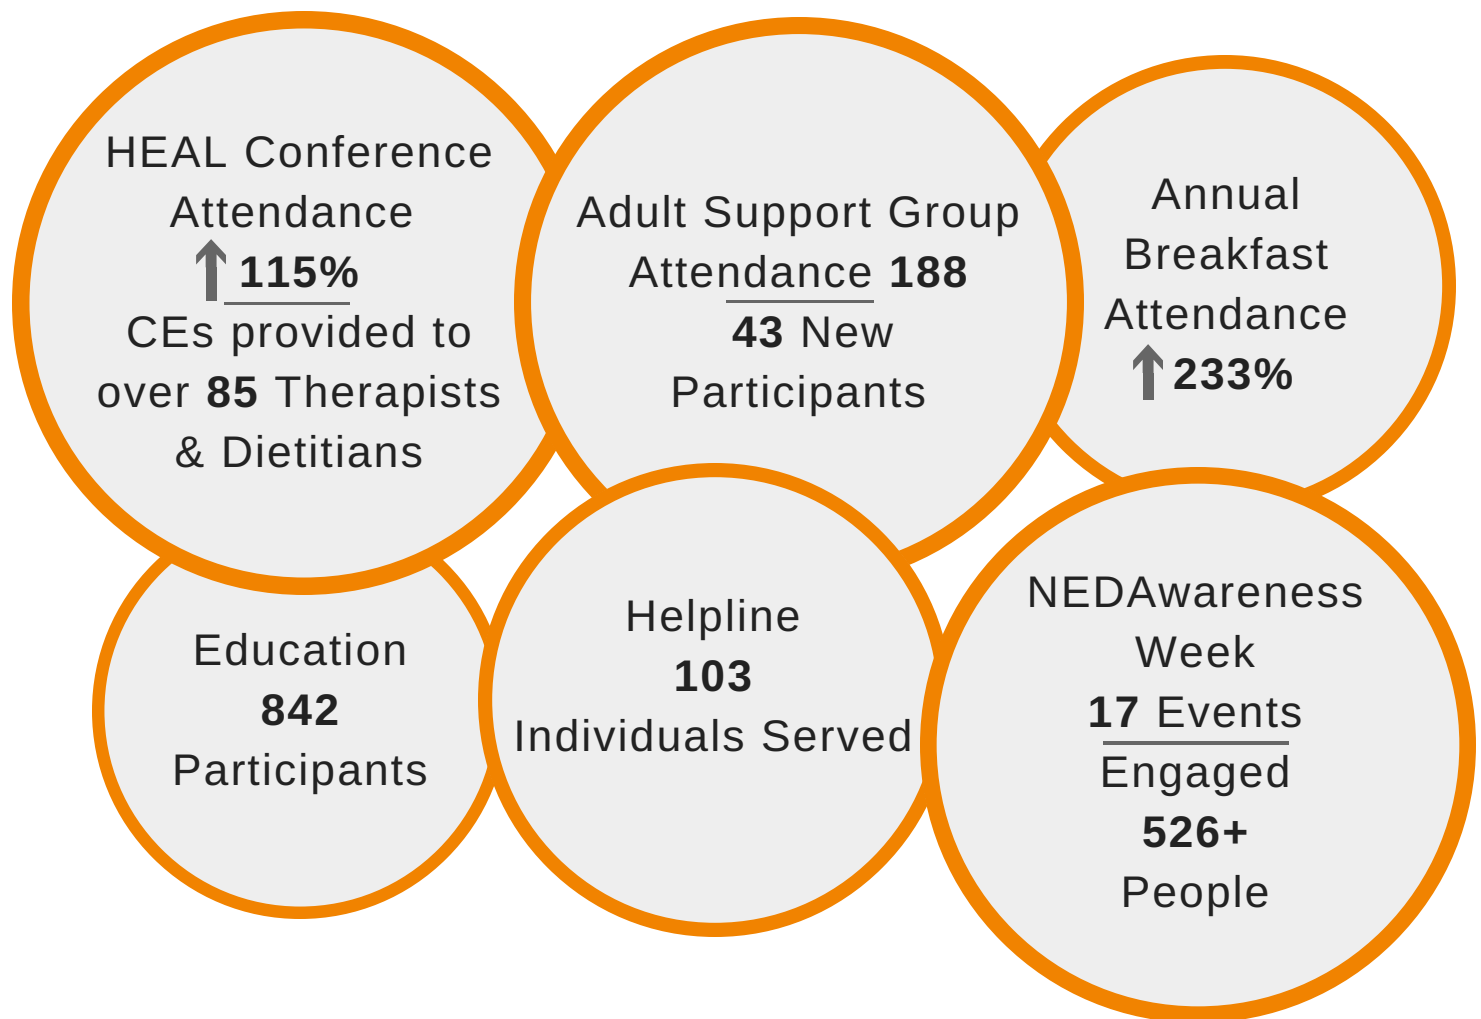 HEAL Conference
Attendance
115%
CEs provided to
over 85 Therapists
& Dietitians
Adult Support Group
Attendance 188
43 New
Participants
Annual
Breakfast
Attendance
233%
Education
842
Participants
Helpline
103
Individuals Served
NEDAwareness
Week
17 Events
Engaged
526+
People